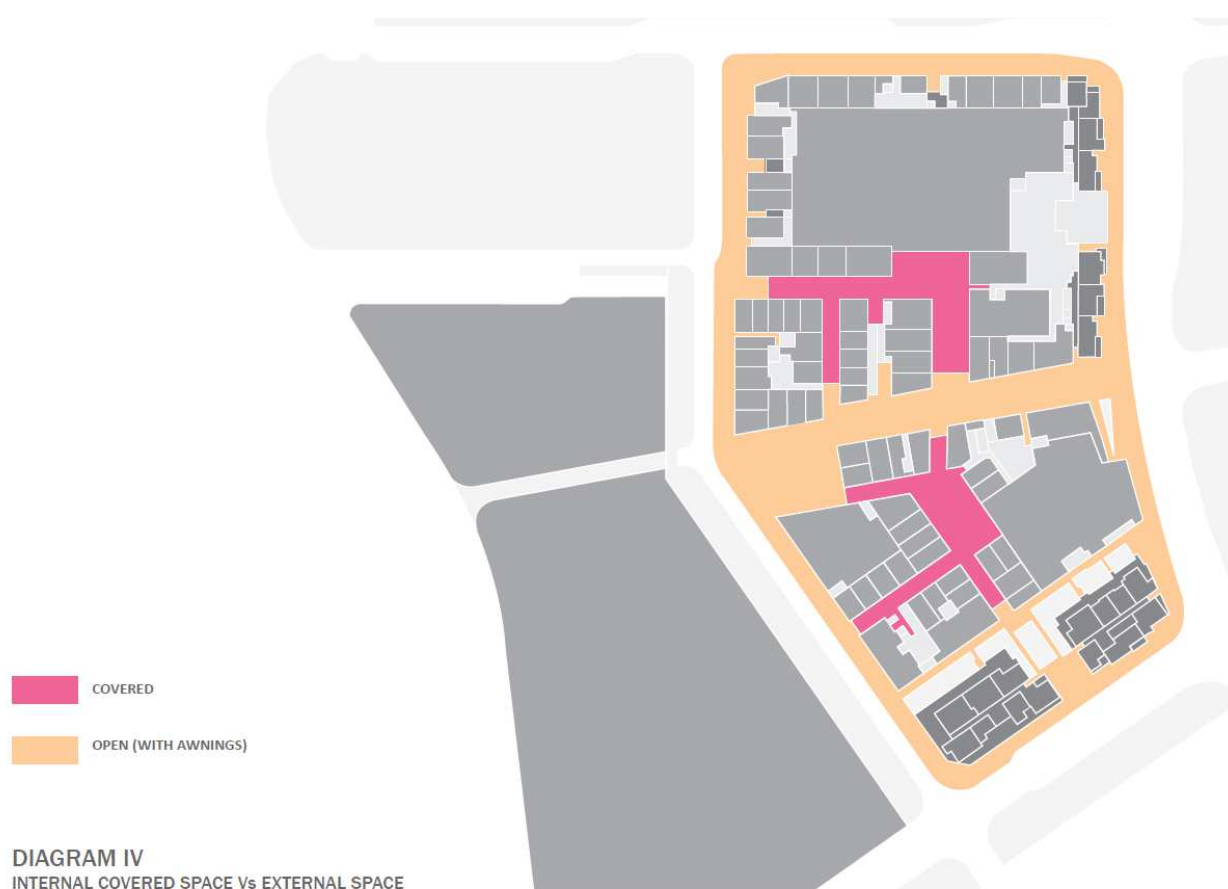 COVERED
OPEN (WITH AWNINGS)
DIAGRAM IV
INTERNAL COVERED SPACE Vs EXTERNAL SPACE